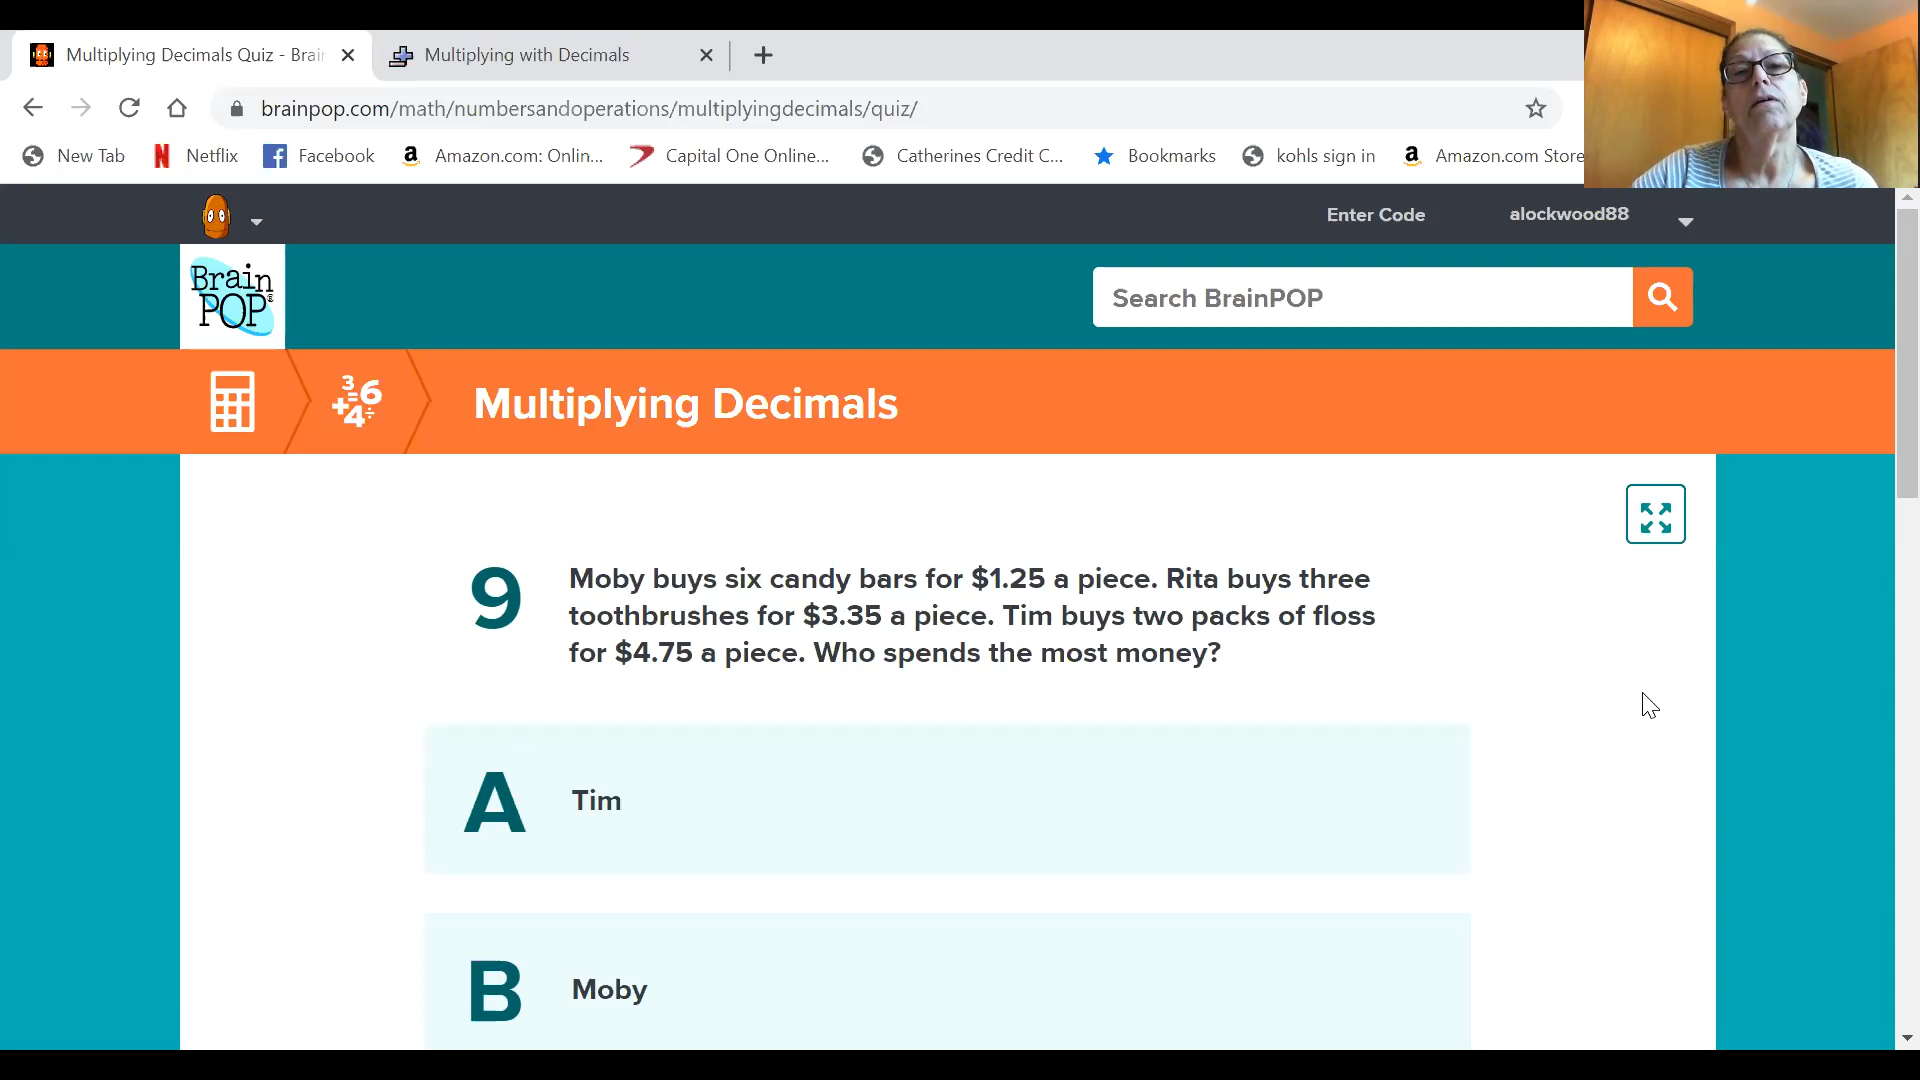 Multiplying Decimals Quiz - Brain
Multiplying with Decimals
brainpop.com/math/numbersandoperations/multiplyingdecimals/quiz/
New Tab Netflix Facebook Amazon.com: Onlin... Capital One Online... Catherines Credit C... Bookmarks kohls sign in Amazon.com Store
Enter Code alockwood88
Brain
POP®
Search BrainPOP
Multiplying Decimals
9 Moby buys six candy bars for $1.25 a piece. Rita buys three
toothbrushes for $3.35 a piece. Tim buys two packs of floss
for $4.75 a piece. Who spends the most money?
A Tim
B Moby